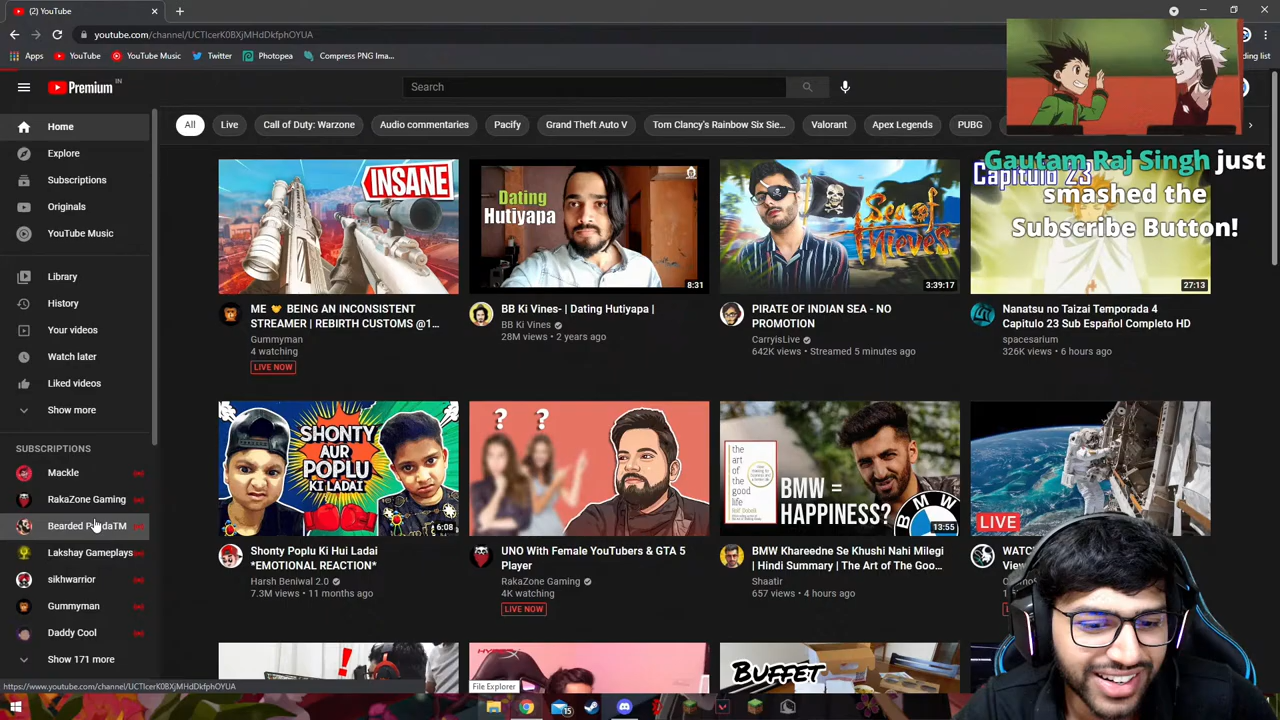 (2) YouTube
youtube.com/channel/UCTIcerK0BXjMHdDkfphOYUA
Apps
YouTube
YouTube Music
Twitter
Photopea
Compress PNG Ima...
Premium IN
Search
Home
Explore
Subscriptions
Originals
YouTube Music
Library
History
Your videos
Watch later
Liked videos
Show more
SUBSCRIPTIONS
Mackle
RakaZone Gaming
Lakshay Gameplays
sikhwarrior
Gummyman
Daddy Cool
Show 171 more
All
Live
Call of Duty: Warzone
Audio commentaries
Pacify
Grand Theft Auto V
Tom Clancy's Rainbow Six Sie...
Valorant
Apex Legends
PUBG
Gautam Raj Singh just
smashed the
Subscribe Button!
INSANE
ME BEING AN INCONSISTENT
STREAMER | REBIRTH CUSTOMS @1...
Gummyman
4 watching
LIVE NOW
Dating
Hutiyapa
8:31
BB Ki Vines- | Dating Hutiyapa |
BB Ki Vines
28M views • 2 years ago
Sea of
Thieves
3:39:17
PIRATE OF INDIAN SEA - NO
PROMOTION
CarryisLive
642K views • Streamed 5 minutes ago
Capitulo 23
27:13
Nanatsu no Taizai Temporada 4
Capitulo 23 Sub Español Completo HD
spacesarium
326K views • 6 hours ago
SHONTY
AUR
POPLU
KI LADAI
6:08
Shonty Poplu Ki Hui Ladai
*EMOTIONAL REACTION*
Harsh Beniwal 2.0
7.3M views • 11 months ago
? ?
UNO With Female YouTubers & GTA 5
Player
RakaZone Gaming
4K watching
LIVE NOW
the
art of
the
good
life
BMW =
HAPPINESS?
BMW
13:55
BMW Khareedne Se Khushi Nahi Milegi
| Hindi Summary | The Art of The Goo...
Shaatir
657 views • 4 hours ago
LIVE
!
BUFFET
https://www.youtube.com/channel/UCTIcerK0BXjMHdDkfphOYUA
File Explorer
15